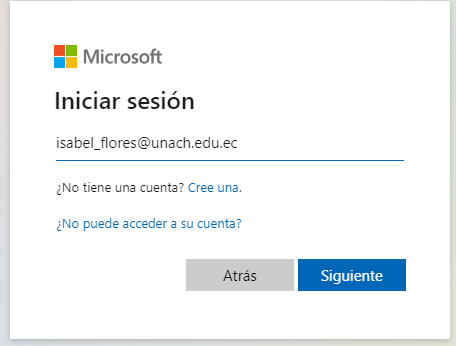 Microsoft
Iniciar sesión
isabel_flores@unach.edu.ec
¿No tiene una cuenta? Cree una.
¿No puede acceder a su cuenta?
Atrás Siguiente